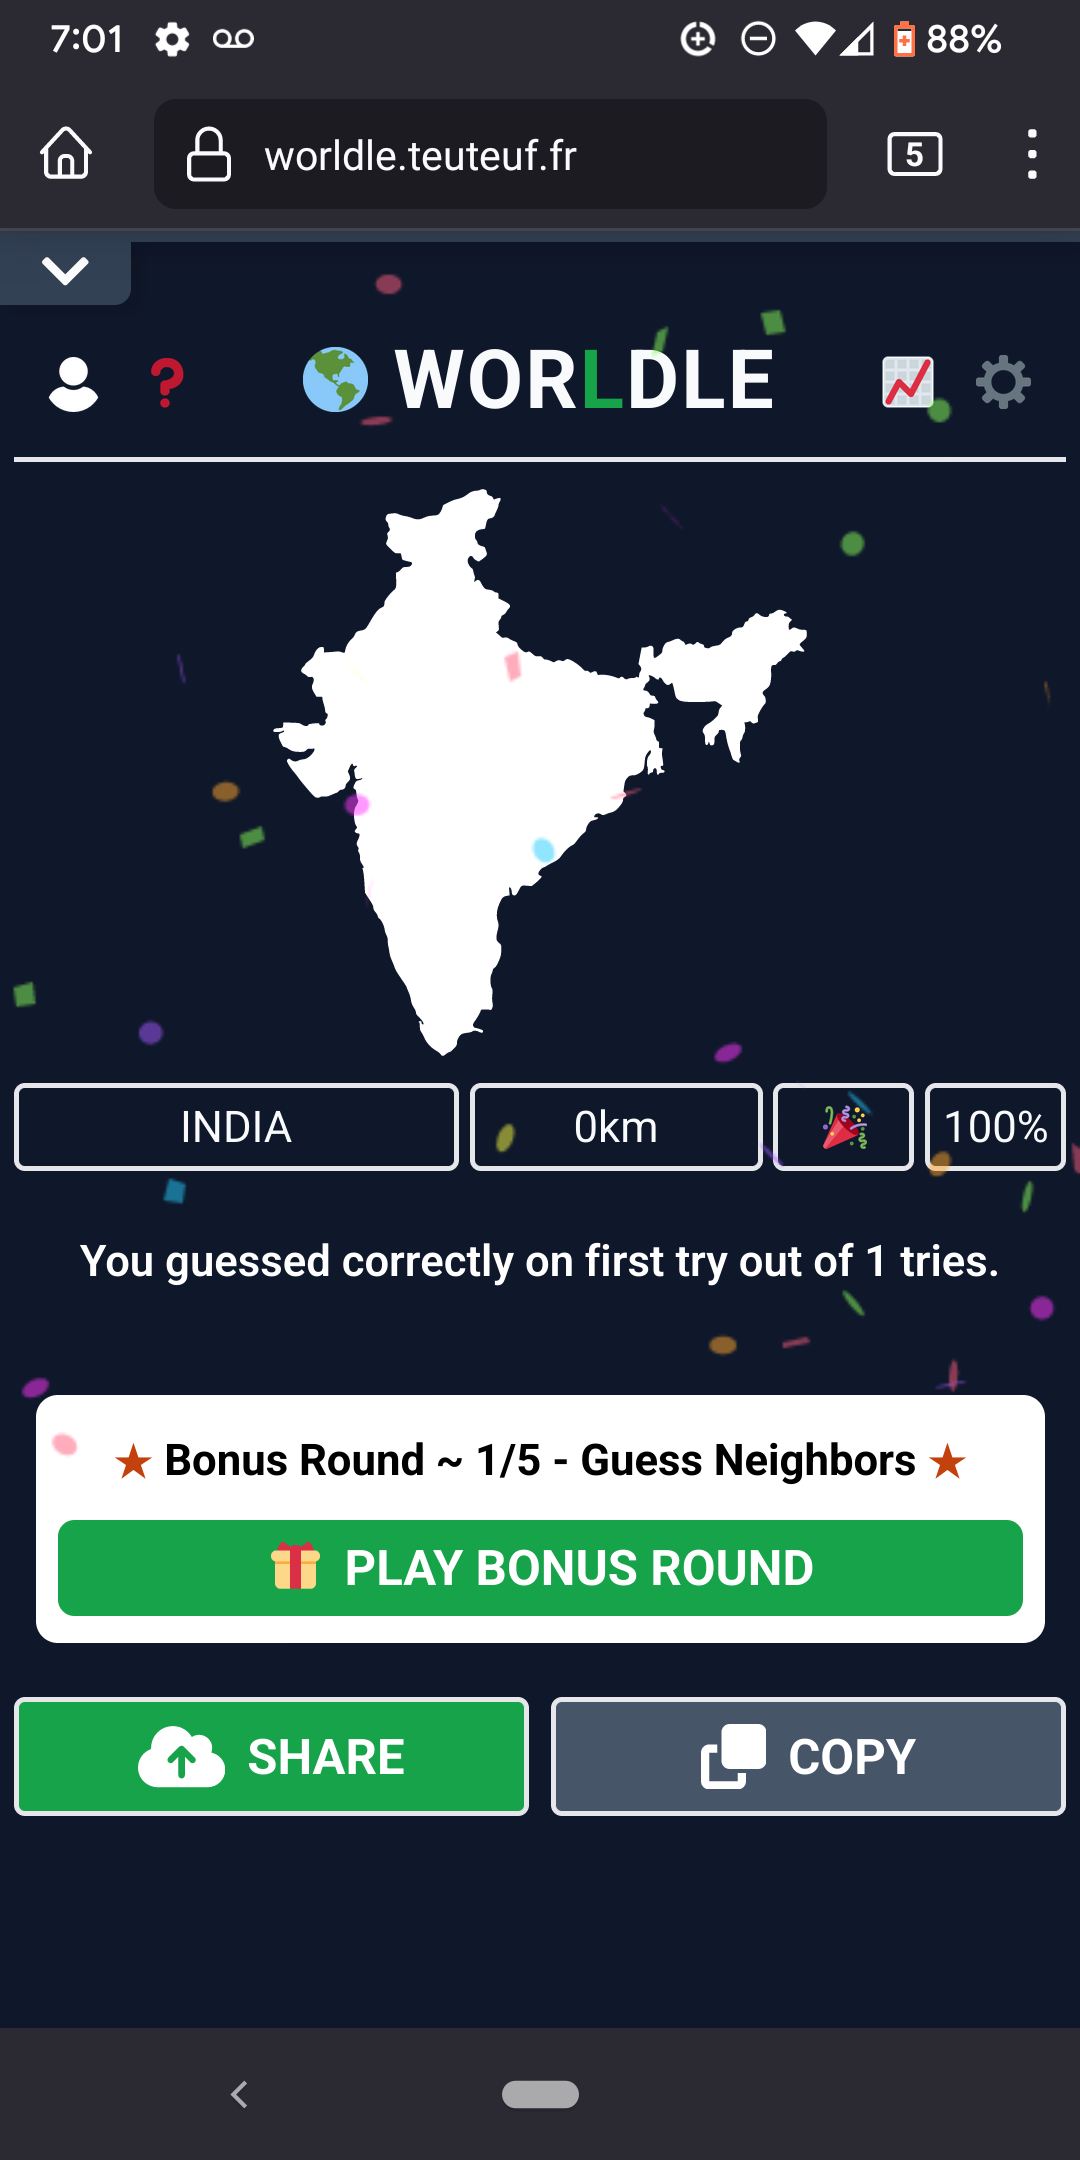 7:01 88%
worldle.teuteuf.fr 5
WORLDLE
INDIA 0km 100%
You guessed correctly on first try out of 1 tries.
★ Bonus Round ~ 1/5 - Guess Neighbors ★
PLAY BONUS ROUND
SHARE COPY